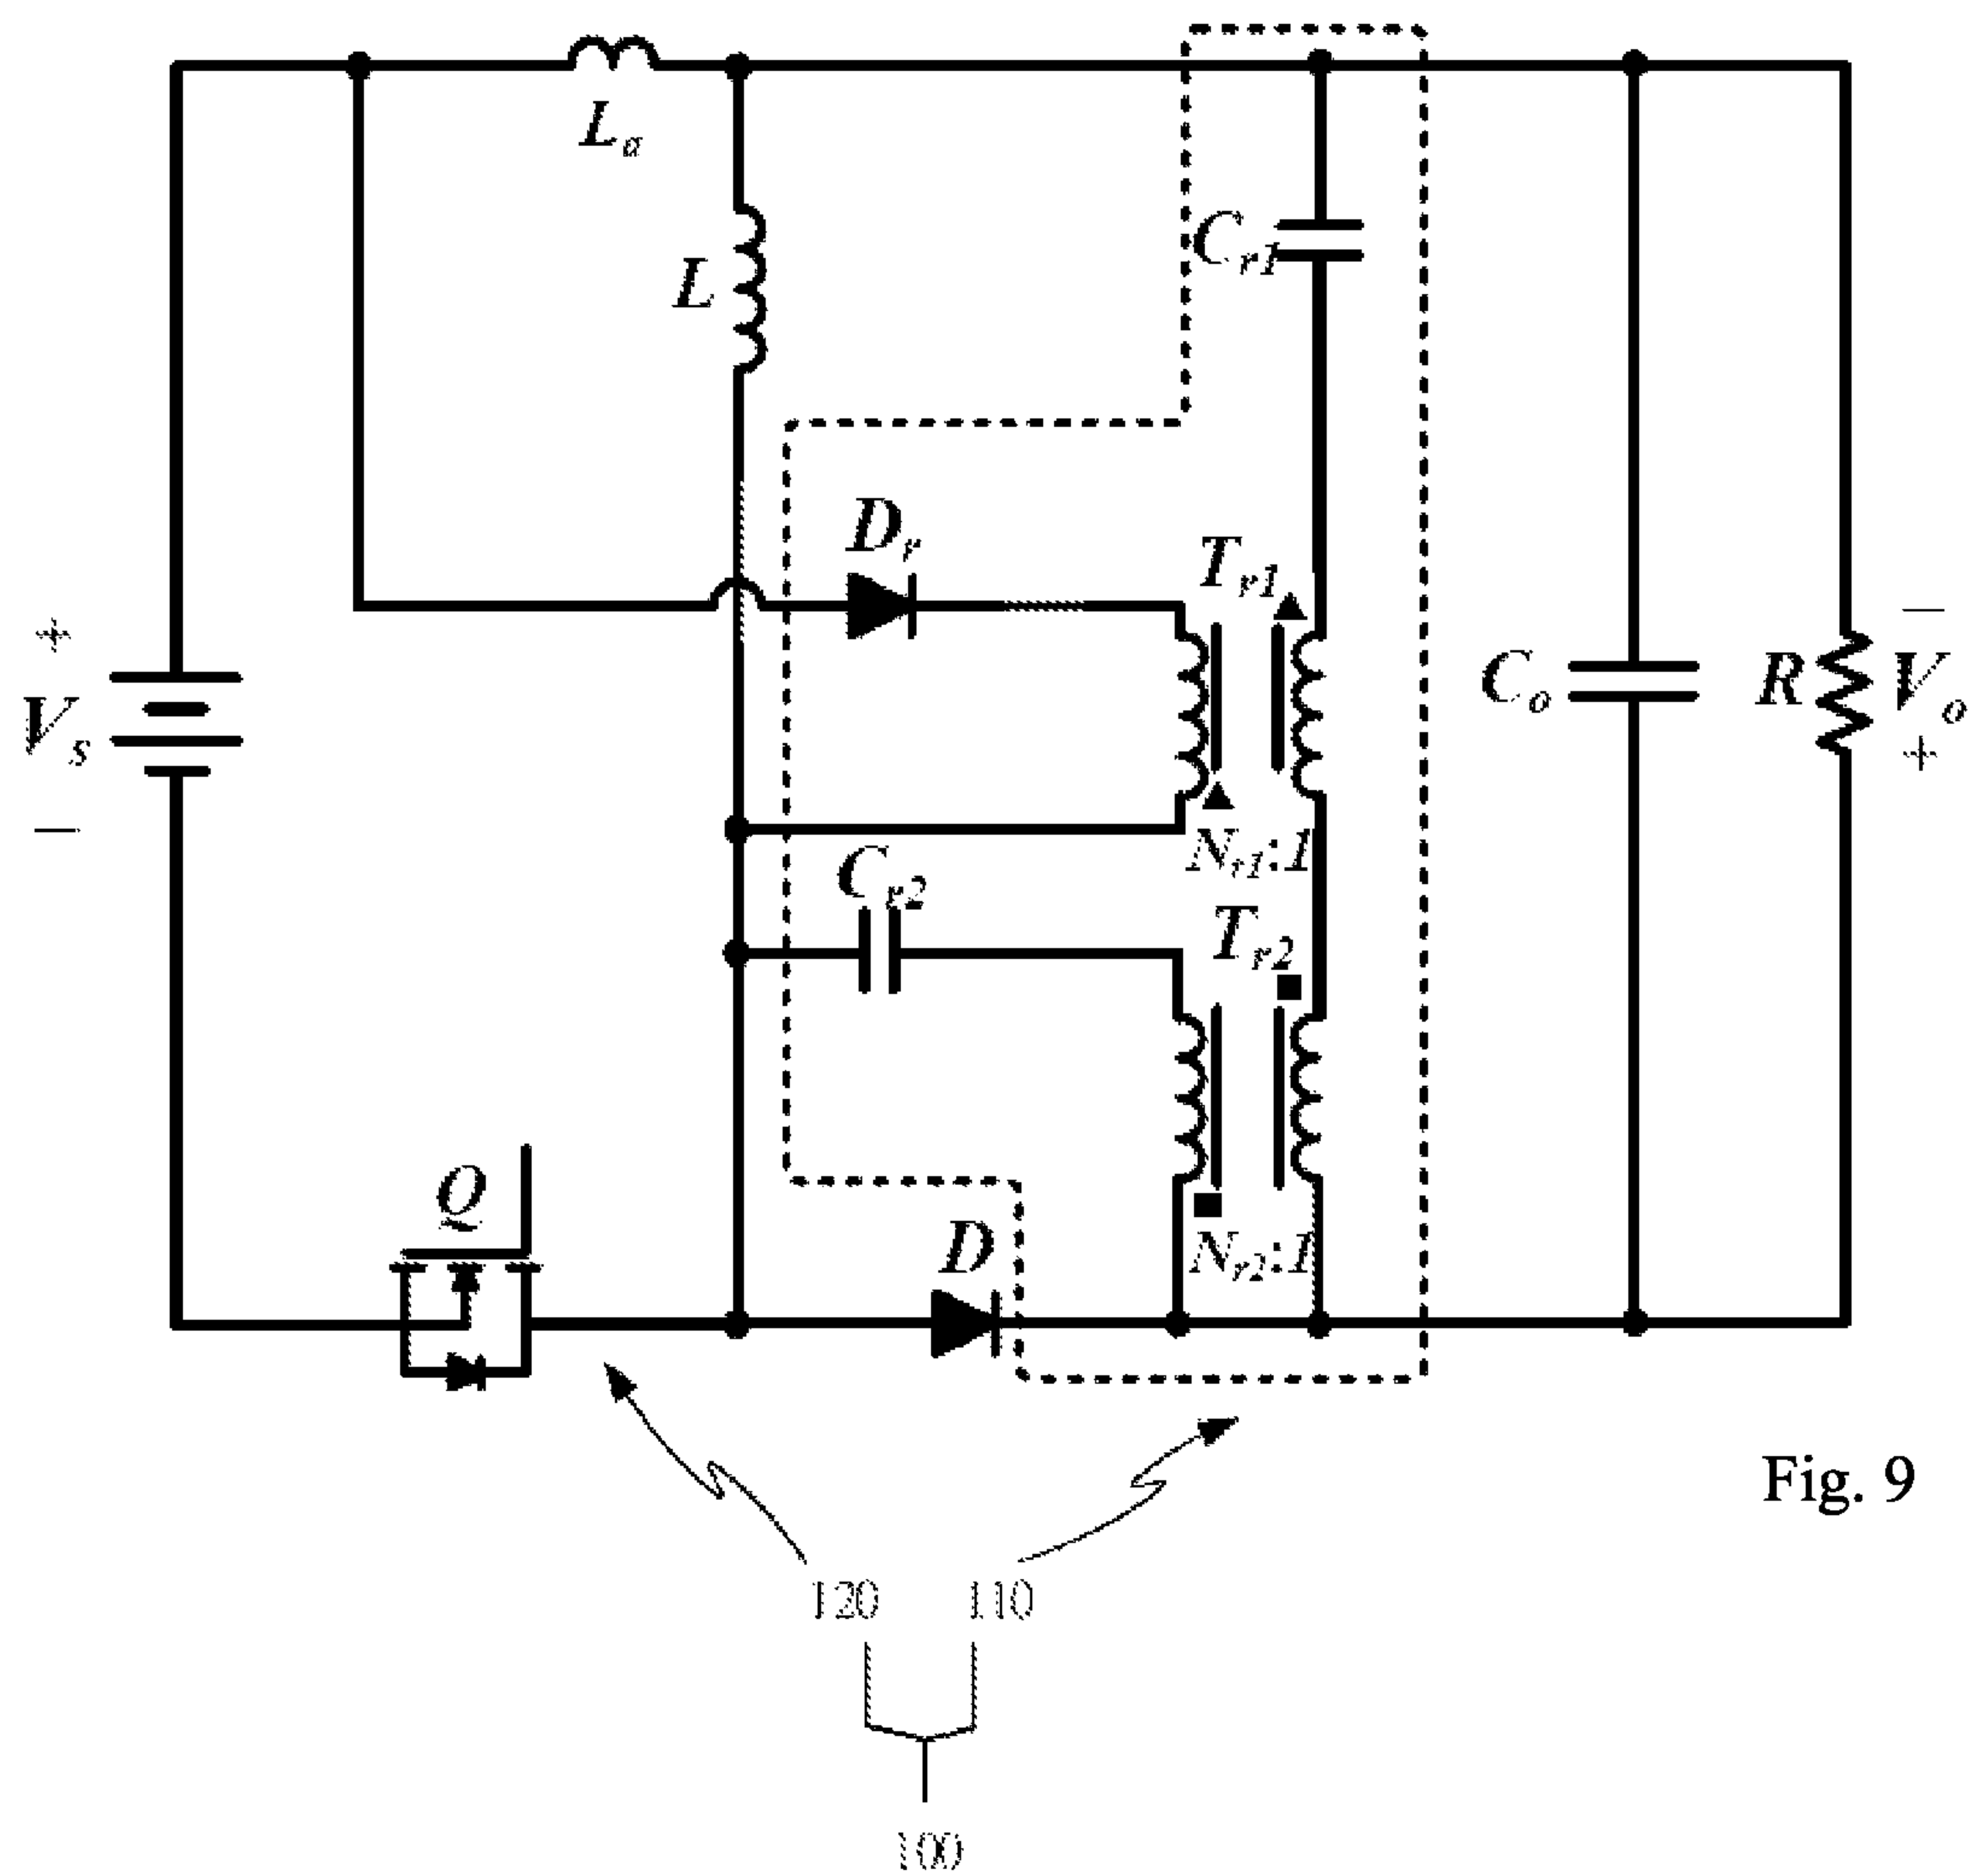 La
L
Cr1
Dr
Tr1
+
Vs
−
Co
R
−
Vo
+
Nr1:1
Cr2
Tr2
Q
D
Nr2:1
Fig. 9
120
110
100